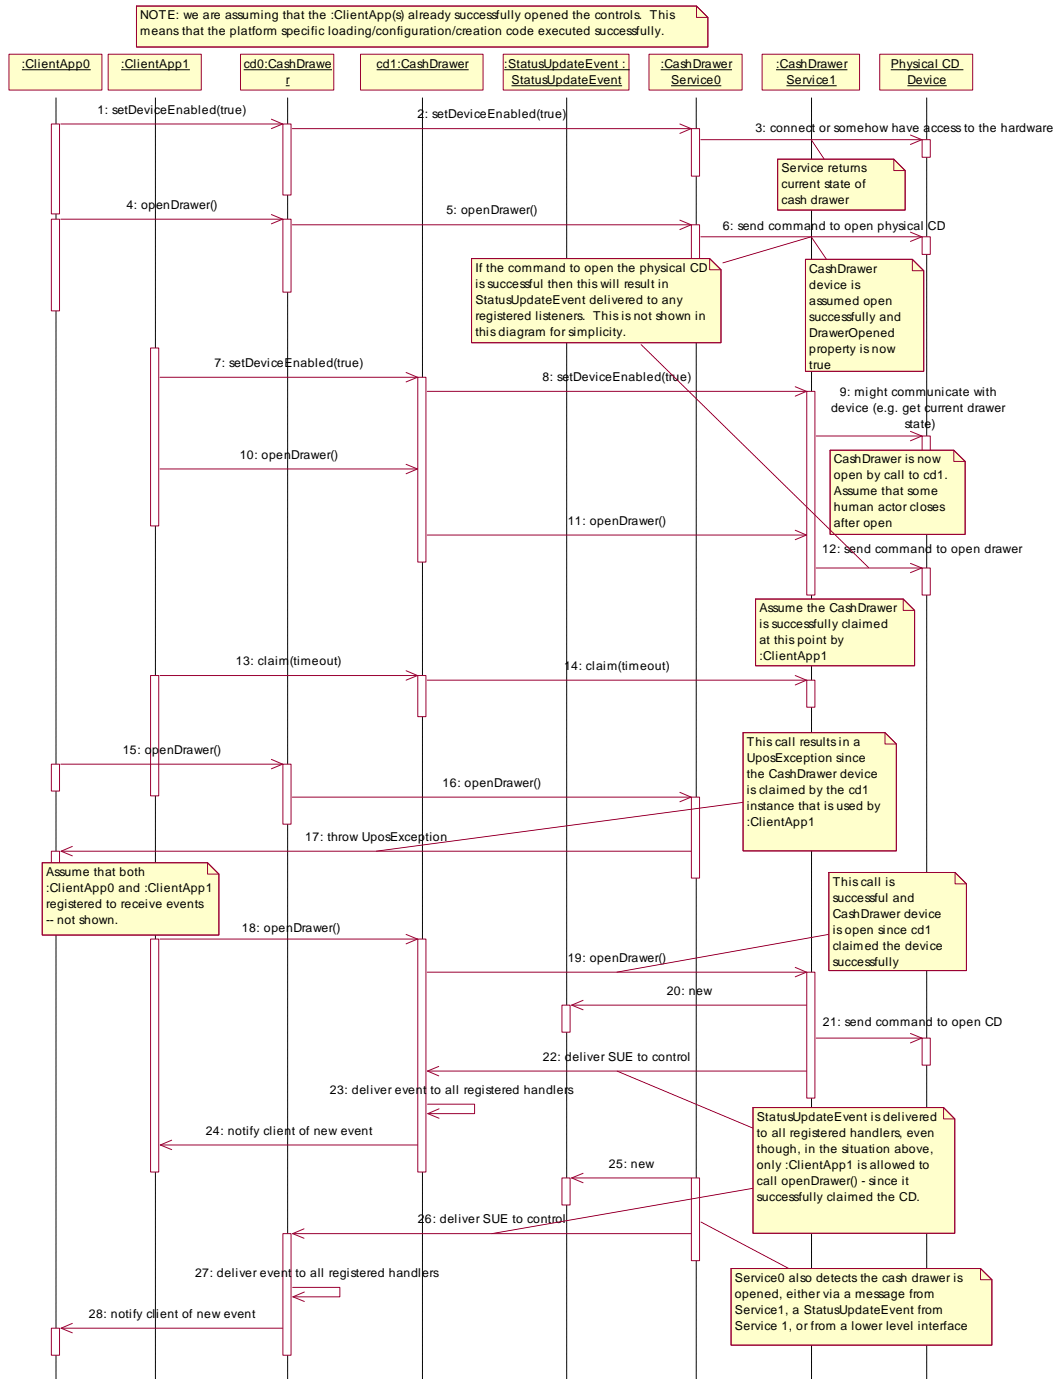 NOTE: we are assuming that the :ClientApp(s) already successfully opened the controls. This
means that the platform specific loading/configuration/creation code executed successfully.
:ClientApp0
:ClientApp1
cd0:CashDrawe
r
cd1:CashDrawer
:StatusUpdateEvent :
StatusUpdateEvent
:CashDrawer
Service0
:CashDrawer
Service1
Physical CD
Device
1: setDeviceEnabled(true)
2: setDeviceEnabled(true)
3: connect or somehow have access to the hardware
Service returns
current state of
cash drawer
4: openDrawer()
5: openDrawer()
6: send command to open physical CD
If the command to open the physical CD
is successful then this will result in
StatusUpdateEvent delivered to any
registered listeners. This is not shown in
this diagram for simplicity.
CashDrawer
device is
assumed open
successfully and
DrawerOpened
property is now
true
7: setDeviceEnabled(true)
8: setDeviceEnabled(true)
9: might communicate with
device (e.g. get current drawer
state)
10: openDrawer()
CashDrawer is now
open by call to cd1.
Assume that some
human actor closes
after open
11: openDrawer()
12: send command to open drawer
Assume the CashDrawer
is successfully claimed
at this point by
:ClientApp1
13: claim(timeout)
14: claim(timeout)
15: openDrawer()
This call results in a
UposException since
the CashDrawer device
is claimed by the cd1
instance that is used by
:ClientApp1
16: openDrawer()
17: throw UposException
Assume that both
:ClientApp0 and :ClientApp1
registered to receive events
-- not shown.
This call is
successful and
CashDrawer device
is open since cd1
claimed the device
successfully
18: openDrawer()
19: openDrawer()
20: new
21: send command to open CD
22: deliver SUE to control
23: deliver event to all registered handlers
24: notify client of new event
StatusUpdateEvent is delivered
to all registered handlers, even
though, in the situation above,
only :ClientApp1 is allowed to
call openDrawer() - since it
successfully claimed the CD.
25: new
26: deliver SUE to control
27: deliver event to all registered handlers
Service0 also detects the cash drawer is
opened, either via a message from
Service1, a StatusUpdateEvent from
Service 1, or from a lower level interface
28: notify client of new event